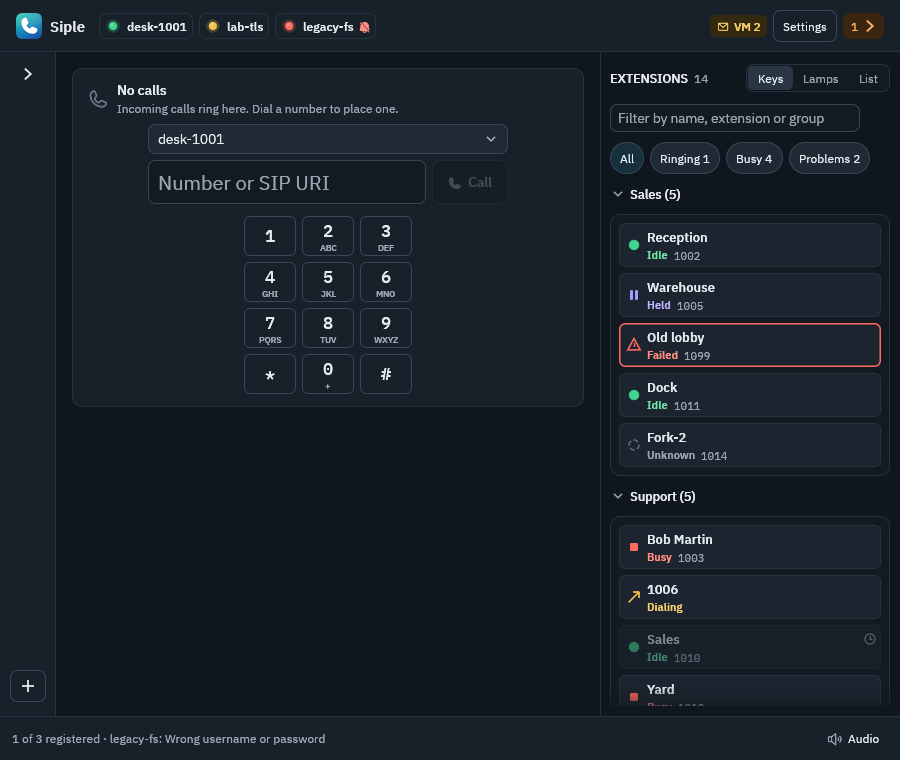 Siple
desk-1001
lab-tls
legacy-fs
VM 2
Settings
1
No calls
Incoming calls ring here. Dial a number to place one.
desk-1001
Number or SIP URI
Call
1
2
ABC
3
DEF
4
GHI
5
JKL
6
MNO
7
PQRS
8
TUV
9
WXYZ
*
0
+
#
EXTENSIONS 14
Keys
Lamps
List
Filter by name, extension or group
All
Ringing 1
Busy 4
Problems 2
Sales (5)
Reception
Idle 1002
Warehouse
Held 1005
Old lobby
Failed 1099
Dock
Idle 1011
Fork-2
Unknown 1014
Support (5)
Bob Martin
Busy 1003
1006
Dialing
Sales
Idle 1010
Yard
1 of 3 registered · legacy-fs: Wrong username or password
Audio